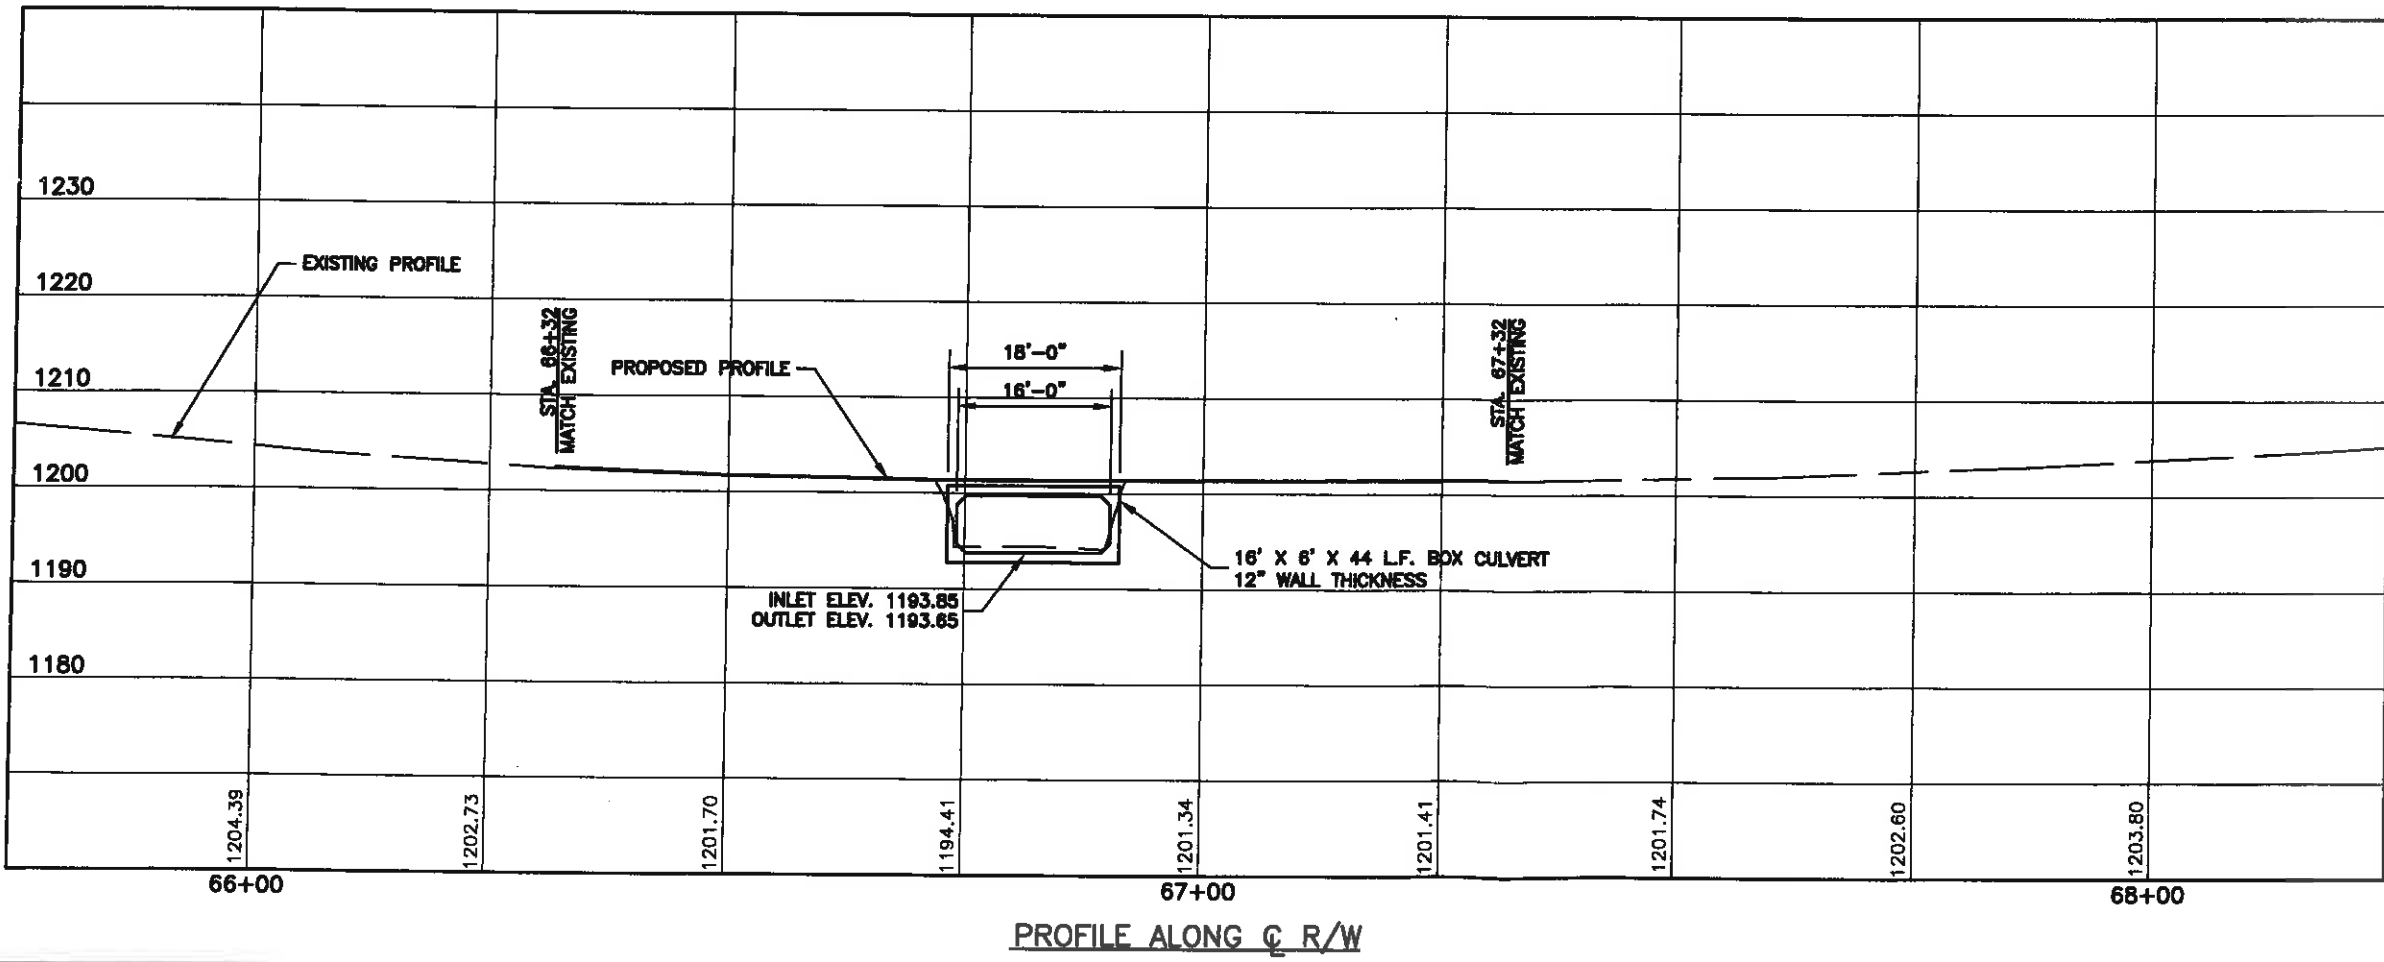 1230
EXISTING PROFILE
1220
STA. 66+32
MATCH EXISTING
STA. 67+32
MATCH EXISTING
18'-0"
PROPOSED PROFILE
1210
16'-0"
1200
16' X 6' X 44 L.F. BOX CULVERT
12" WALL THICKNESS
1190
INLET ELEV. 1193.85
OUTLET ELEV. 1193.65
1180
1204.39
1202.73
1201.70
1194.41
1201.34
1201.41
1201.74
1202.60
1203.80
66+00
67+00
68+00
PROFILE ALONG ℄ R/W